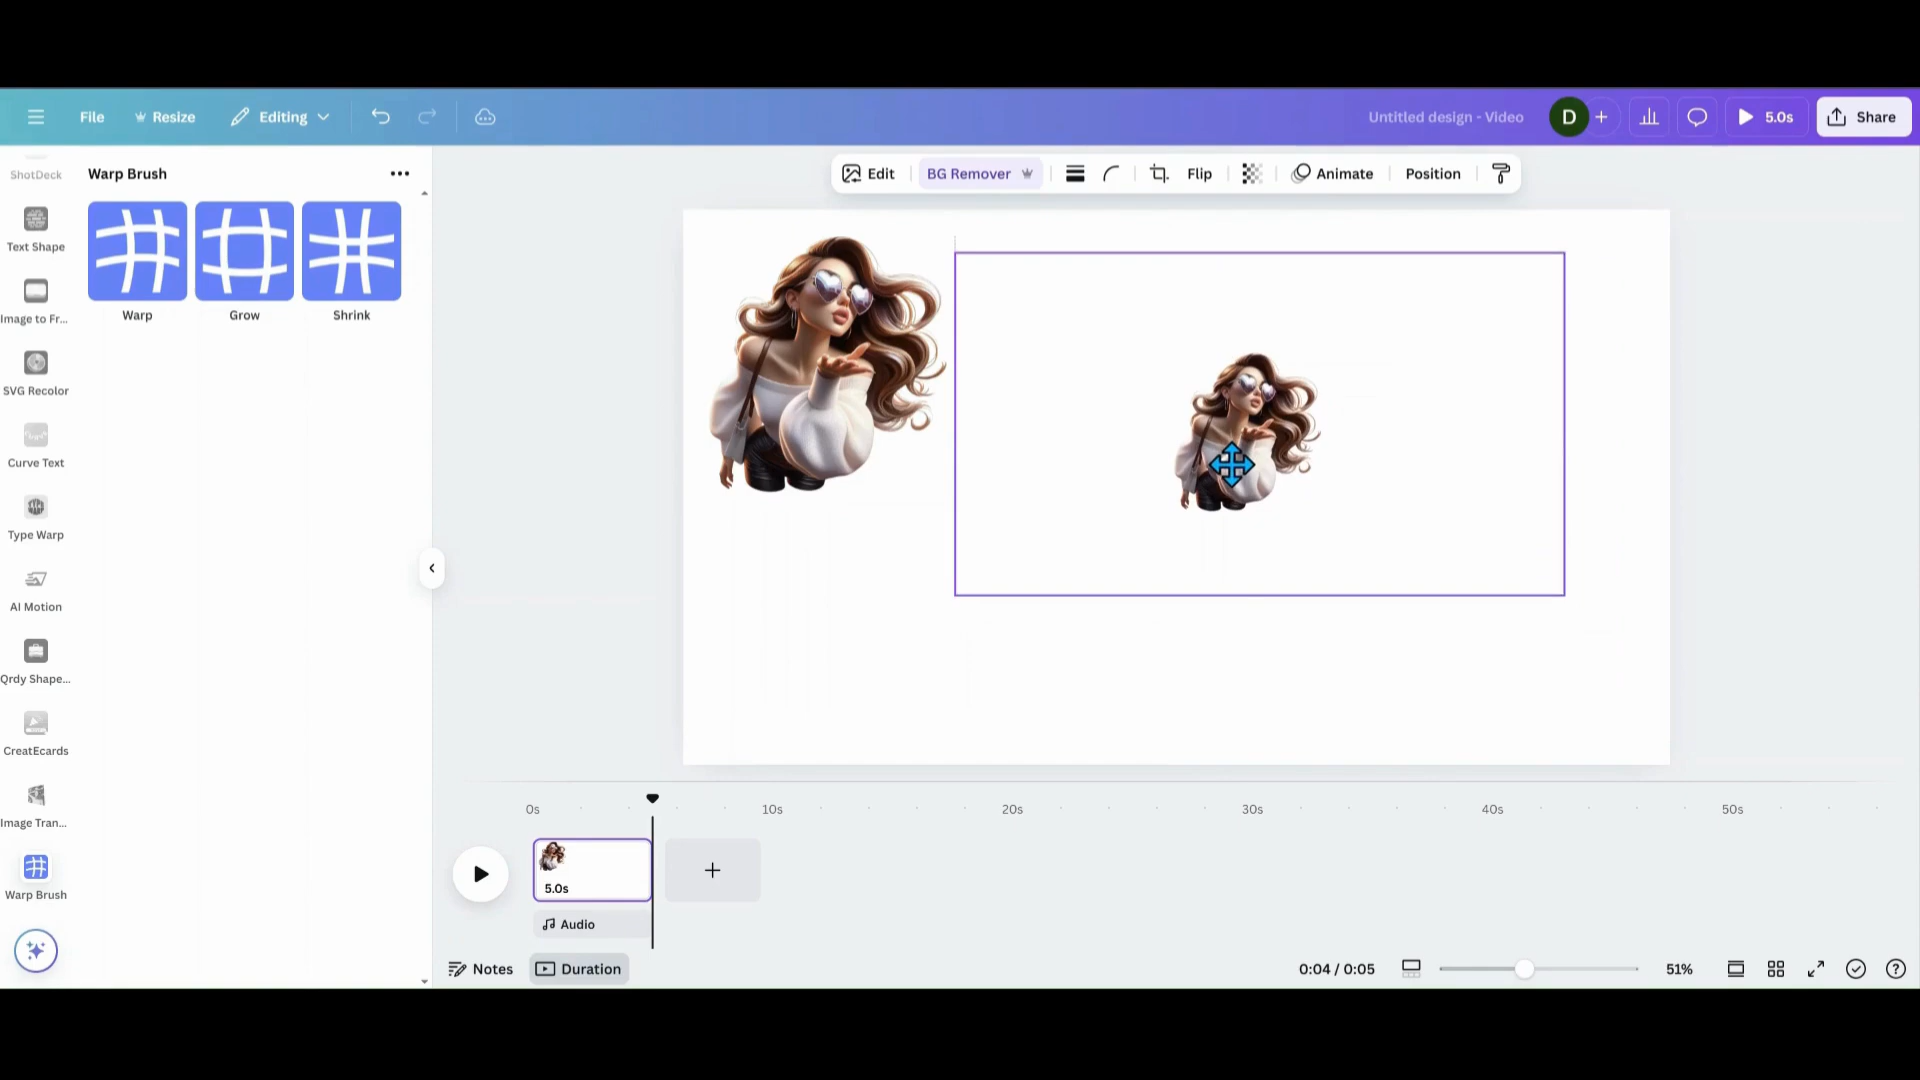 File
Resize
Editing
Untitled design - Video
D
5.0s
Share
ShotDeck
Text Shape
Image to Fr...
SVG Recolor
Curve Text
Type Warp
AI Motion
Qrdy Shape...
CreatEcards
Image Tran...
Warp Brush
Warp Brush
Warp
Grow
Shrink
Edit
BG Remover
Flip
Animate
Position
0s
10s
20s
30s
40s
50s
5.0s
Audio
Notes
Duration
0:04 / 0:05
51%